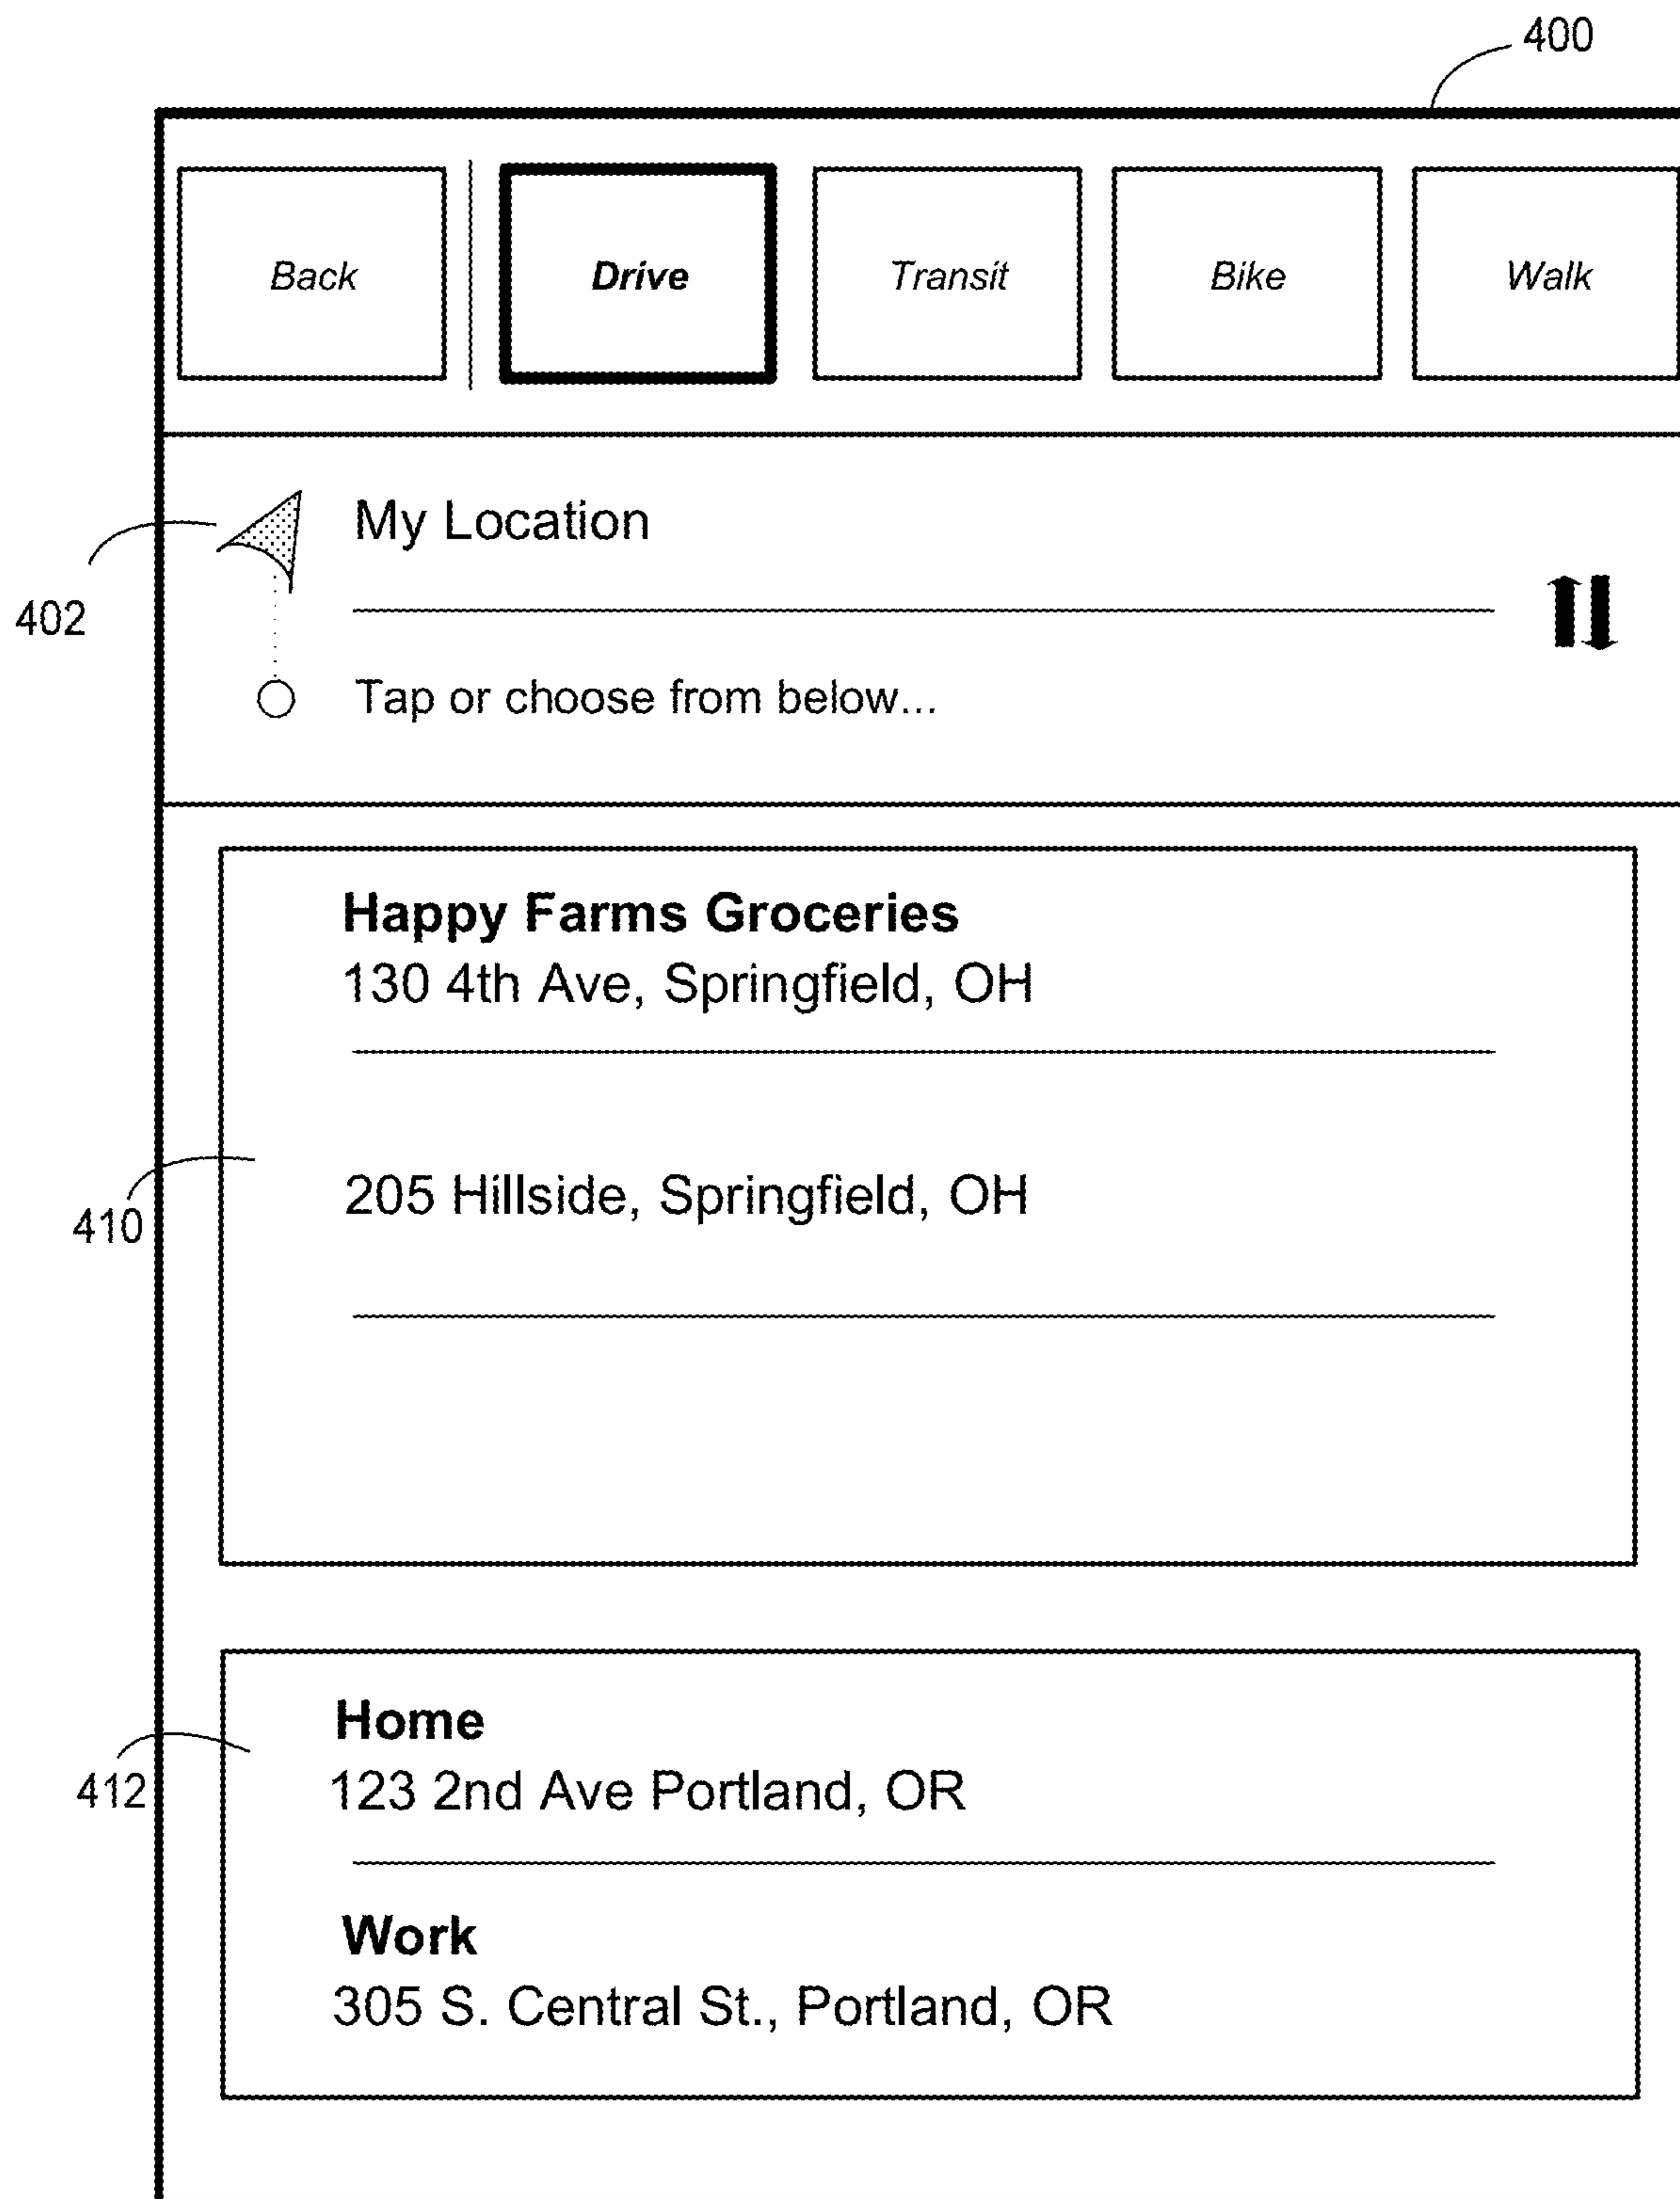 400
Back Drive Transit Bike Walk
My Location
402
Tap or choose from below...
Happy Farms Groceries
130 4th Ave, Springfield, OH
205 Hillside, Springfield, OH
410
Home
123 2nd Ave Portland, OR
412
Work
305 S. Central St., Portland, OR